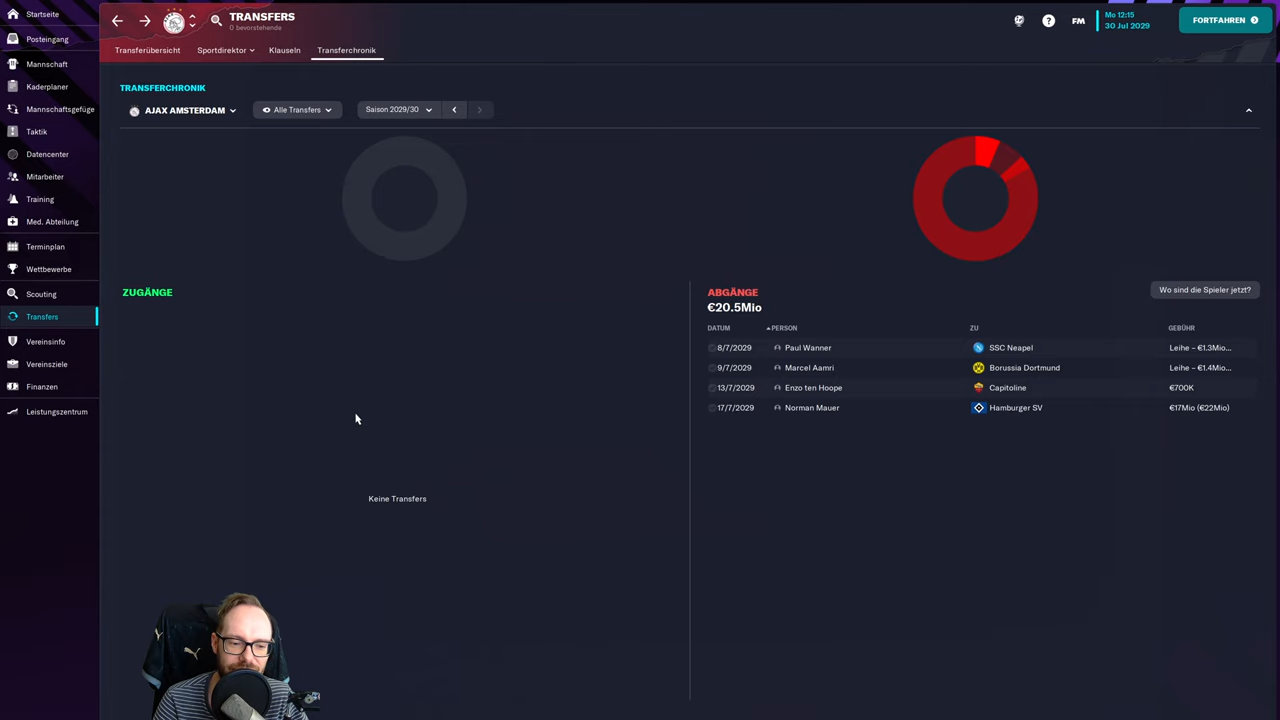 Startseite
Posteingang
Mannschaft
Kaderplaner
Mannschaftsgefüge
Taktik
Datencenter
Mitarbeiter
Training
Med. Abteilung
Terminplan
Wettbewerbe
Scouting
Transfers
Vereinsinfo
Vereinsziele
Finanzen
Leistungszentrum
TRANSFERS
0 bevorstehende
FM
Mo 12:15
30 Jul 2029
FORTFAHREN
Transferübersicht Sportdirektor Klauseln Transferchronik
TRANSFERCHRONIK
AJAX AMSTERDAM Alle Transfers Saison 2029/30
ZUGÄNGE
Keine Transfers
ABGÄNGE
€20.5Mio
Wo sind die Spieler jetzt?
DATUM PERSON ZU GEBÜHR
8/7/2029 Paul Wanner SSC Neapel Leihe – €1.3Mio...
9/7/2029 Marcel Aamri Borussia Dortmund Leihe – €1.4Mio...
13/7/2029 Enzo ten Hoope Capitoline €700K
17/7/2029 Norman Mauer Hamburger SV €17Mio (€22Mio)